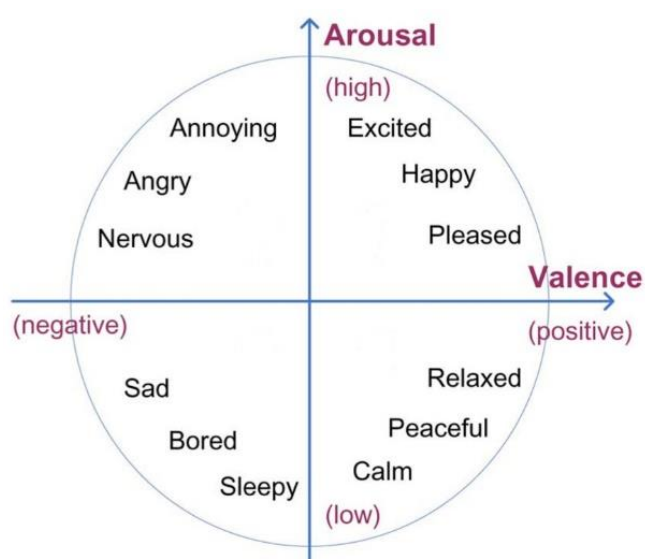 Arousal
(high)
Annoying
Excited
Angry
Happy
Nervous
Pleased
Valence
(negative)
(positive)
Sad
Relaxed
Bored
Peaceful
Sleepy
Calm
(low)